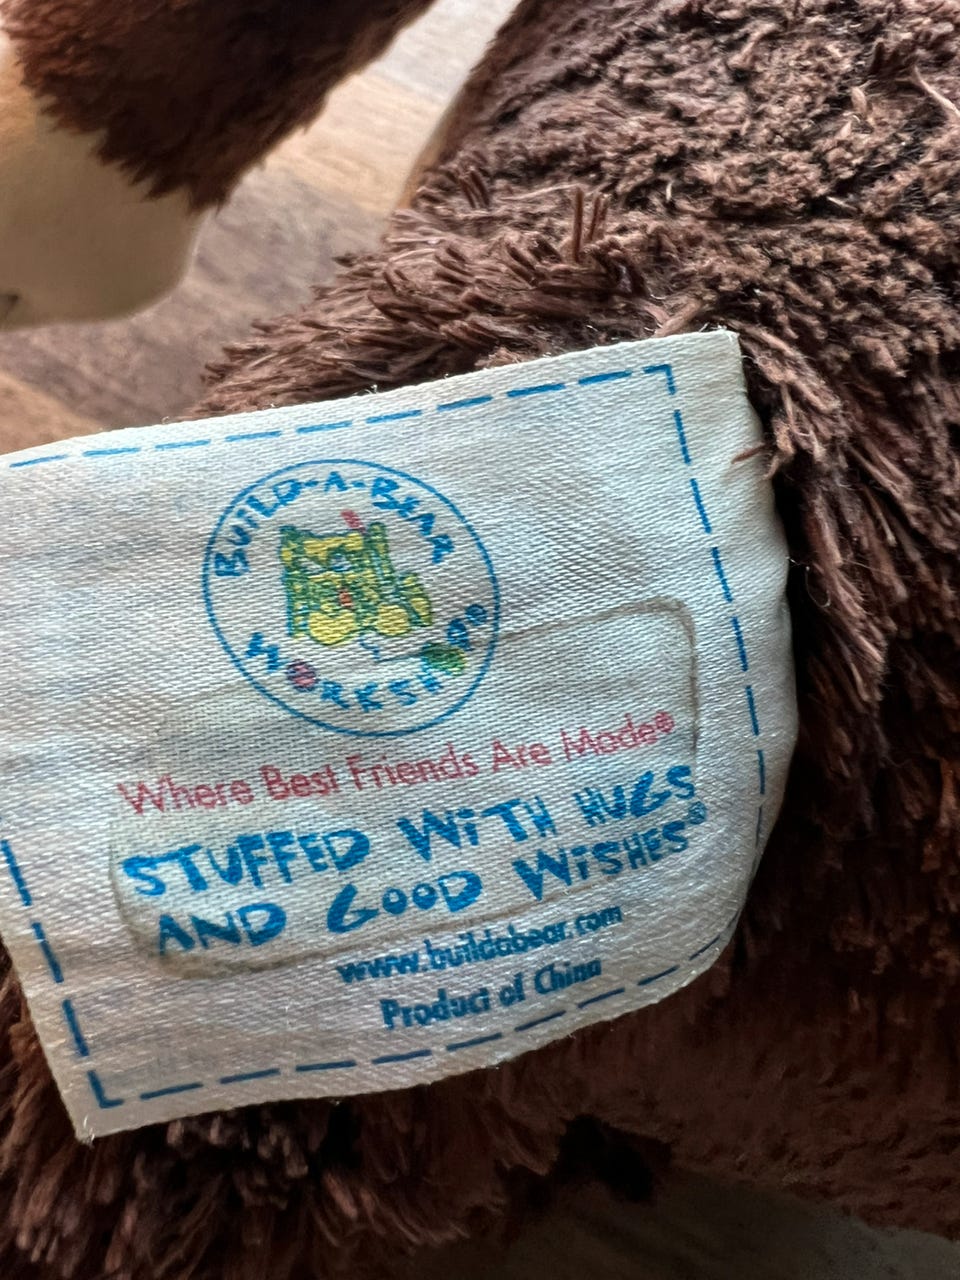 BUILD-A-BEAR
WORKSHOP®
Where Best Friends Are Made®
STUFFED WITH HUGS
AND GOOD WISHES®
www.buildabear.com
Product of China